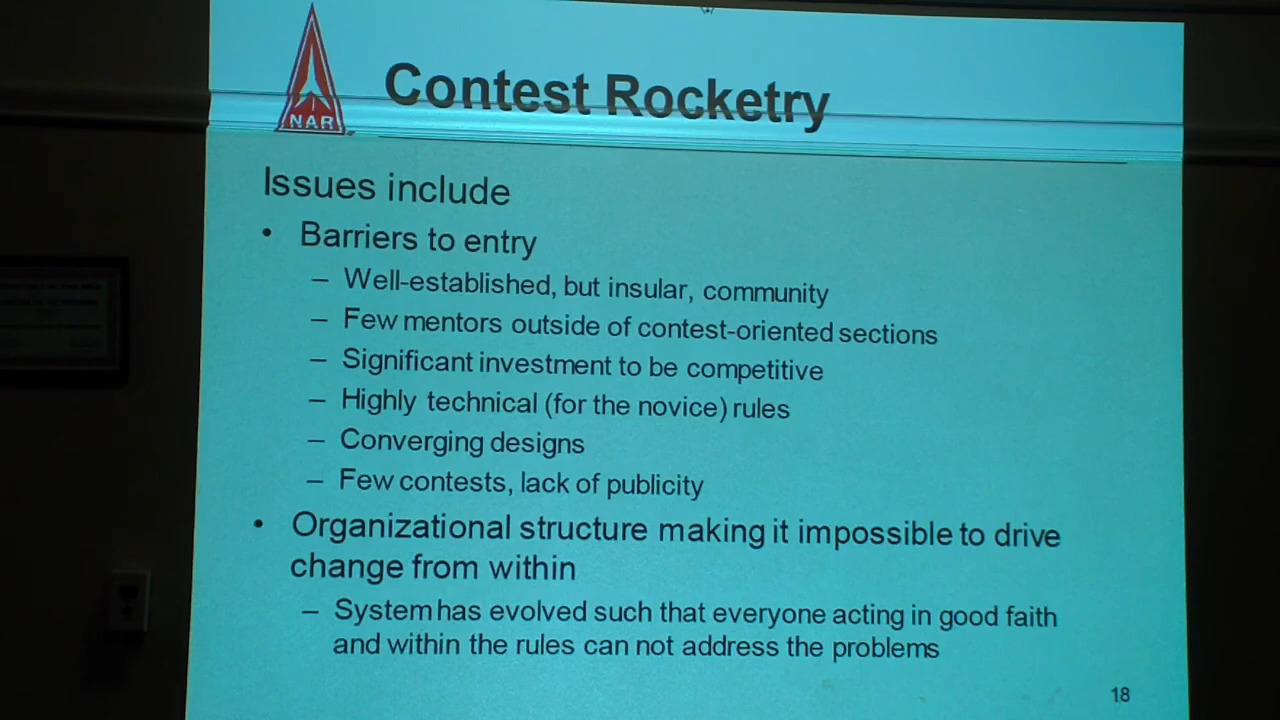 NAR
Contest Rocketry
Issues include
• Barriers to entry
– Well-established, but insular, community
– Few mentors outside of contest-oriented sections
– Significant investment to be competitive
– Highly technical (for the novice) rules
– Converging designs
– Few contests, lack of publicity
• Organizational structure making it impossible to drive
change from within
– System has evolved such that everyone acting in good faith
and within the rules can not address the problems
18